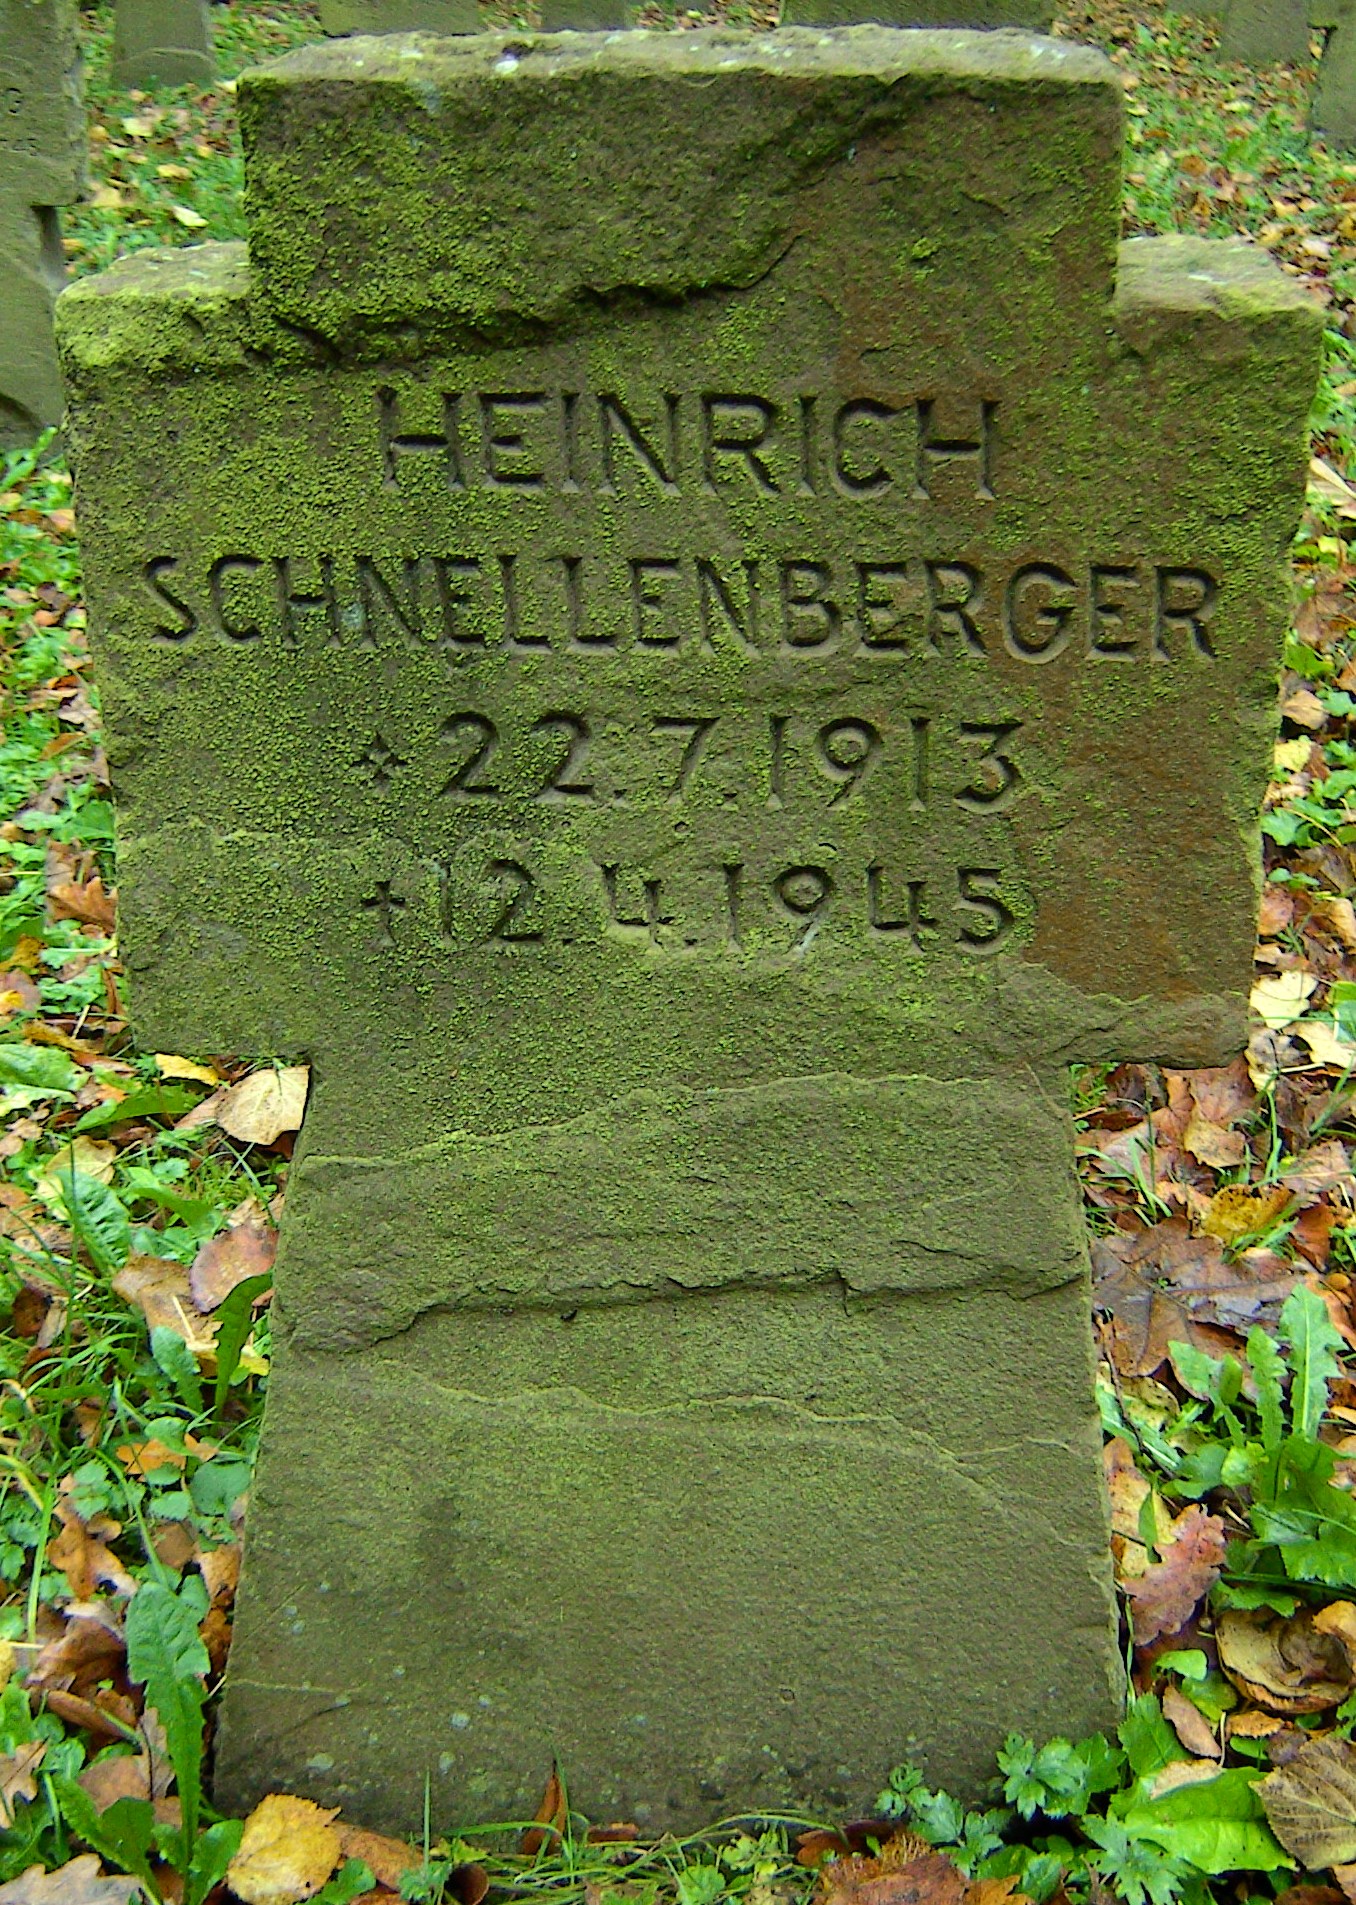 HEINRICH
SCHNELLENBERGER
* 22.7.1913
+ 12.4.1945